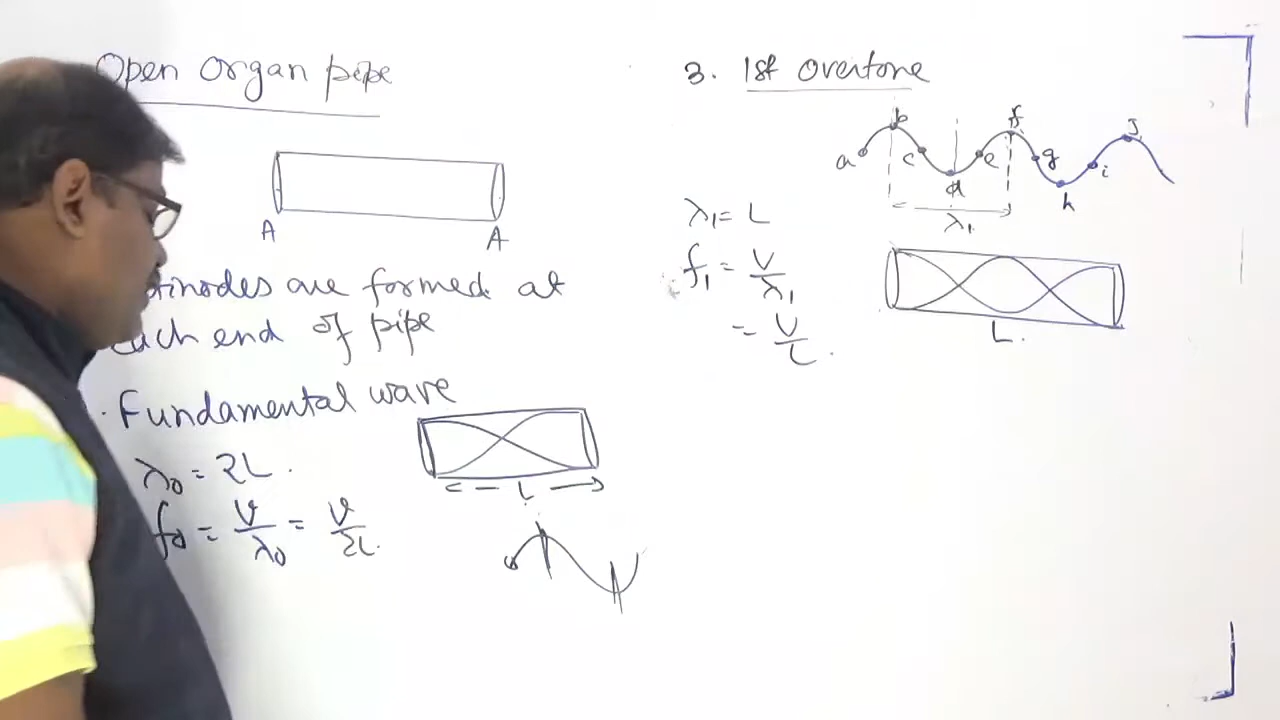 Open Organ pipe
A A
are formed at
each end of pipe
Fundamental wave
λ0 = 2L.
f0 = v/λ0 = v/2L.
L
3. 1st Overtone
a b c d e f g h i j
λ1
λ1 = L
f1 = v/λ1
= v/L.
L.